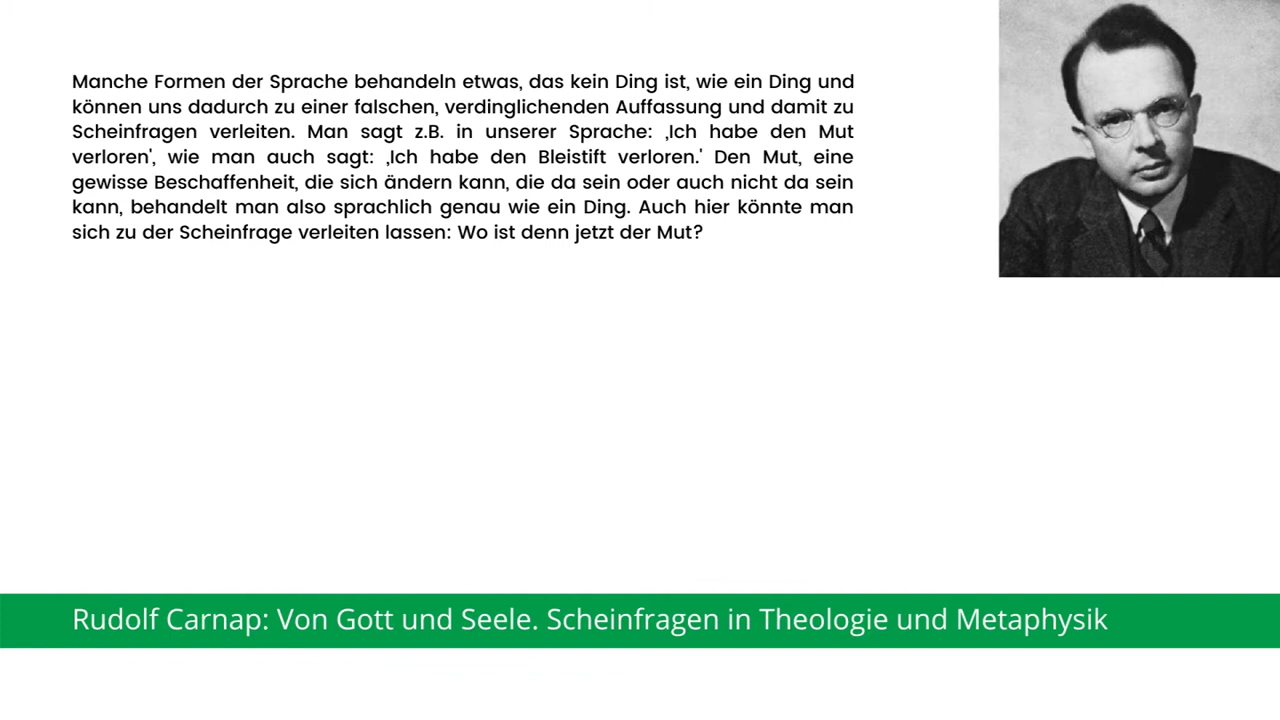 Manche Formen der Sprache behandeln etwas, das kein Ding ist, wie ein Ding und
können uns dadurch zu einer falschen, verdinglichenden Auffassung und damit zu
Scheinfragen verleiten. Man sagt z.B. in unserer Sprache: ‚Ich habe den Mut
verloren', wie man auch sagt: ‚Ich habe den Bleistift verloren.' Den Mut, eine
gewisse Beschaffenheit, die sich ändern kann, die da sein oder auch nicht da sein
kann, behandelt man also sprachlich genau wie ein Ding. Auch hier könnte man
sich zu der Scheinfrage verleiten lassen: Wo ist denn jetzt der Mut?
Rudolf Carnap: Von Gott und Seele. Scheinfragen in Theologie und Metaphysik